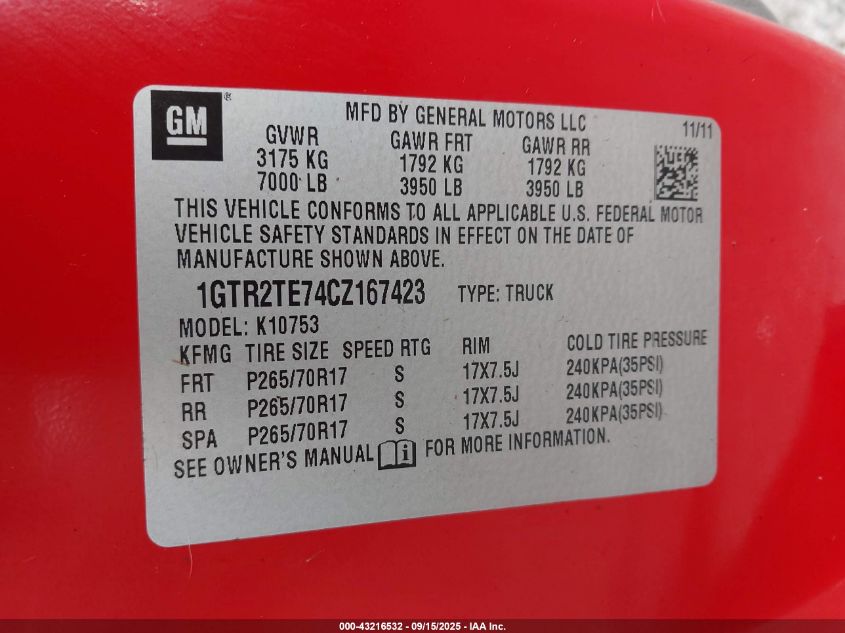 GM®
MFD BY GENERAL MOTORS LLC
11/11
GVWR GAWR FRT GAWR RR
3175 KG 1792 KG 1792 KG
7000 LB 3950 LB 3950 LB
THIS VEHICLE CONFORMS TO ALL APPLICABLE U.S. FEDERAL MOTOR
VEHICLE SAFETY STANDARDS IN EFFECT ON THE DATE OF
MANUFACTURE SHOWN ABOVE.
1GTR2TE74CZ167423 TYPE: TRUCK
MODEL: K10753
KFMG TIRE SIZE SPEED RTG RIM COLD TIRE PRESSURE
FRT P265/70R17 S 17X7.5J 240KPA(35PSI)
RR P265/70R17 S 17X7.5J 240KPA(35PSI)
SPA P265/70R17 S 17X7.5J 240KPA(35PSI)
SEE OWNER'S MANUAL i FOR MORE INFORMATION.
000-43216532 - 09/15/2025 - IAA Inc.